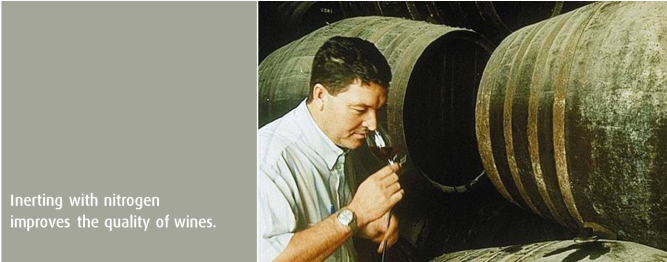 Inerting with nitrogen
improves the quality of wines.